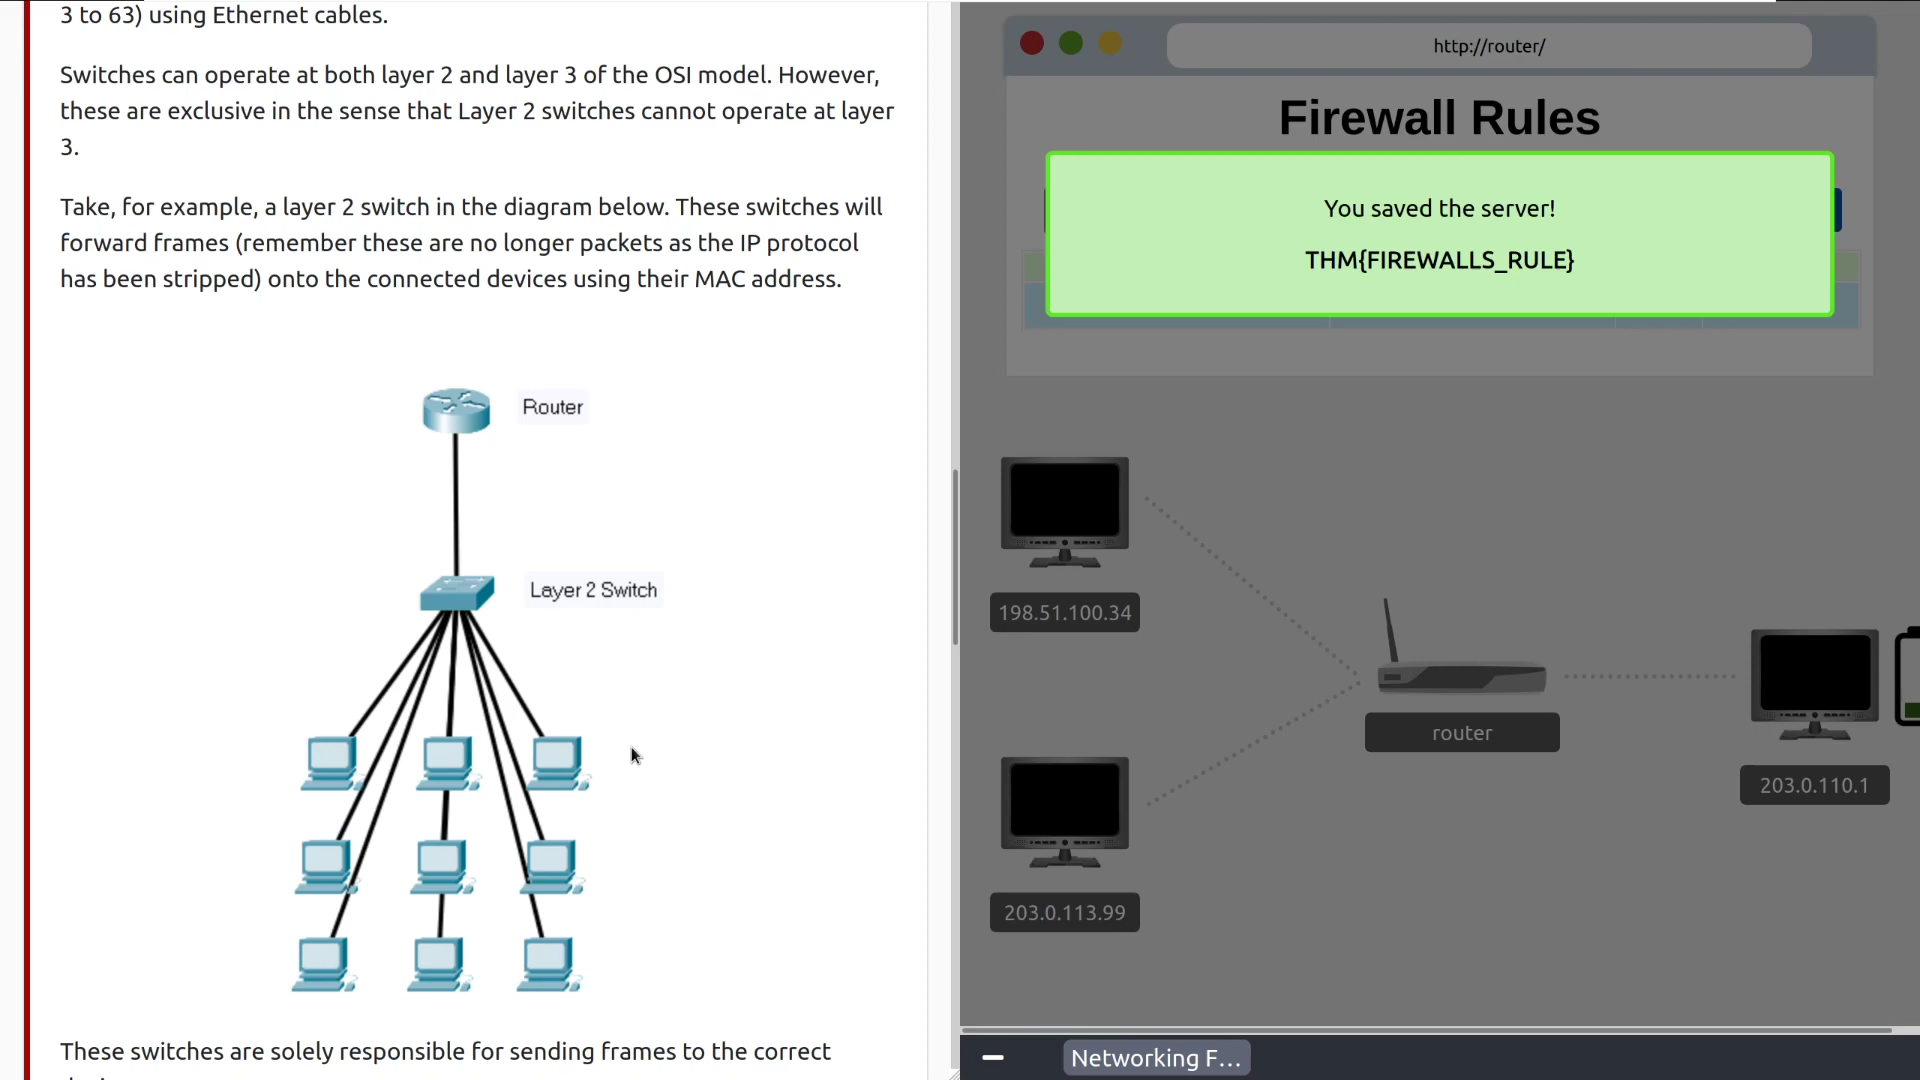 3 to 63) using Ethernet cables.
Switches can operate at both layer 2 and layer 3 of the OSI model. However,
these are exclusive in the sense that Layer 2 switches cannot operate at layer
3.
Take, for example, a layer 2 switch in the diagram below. These switches will
forward frames (remember these are no longer packets as the IP protocol
has been stripped) onto the connected devices using their MAC address.
Router
Layer 2 Switch
These switches are solely responsible for sending frames to the correct
http://router/
Firewall Rules
You saved the server!
THM{FIREWALLS_RULE}
198.51.100.34
router
203.0.110.1
203.0.113.99
Networking F...